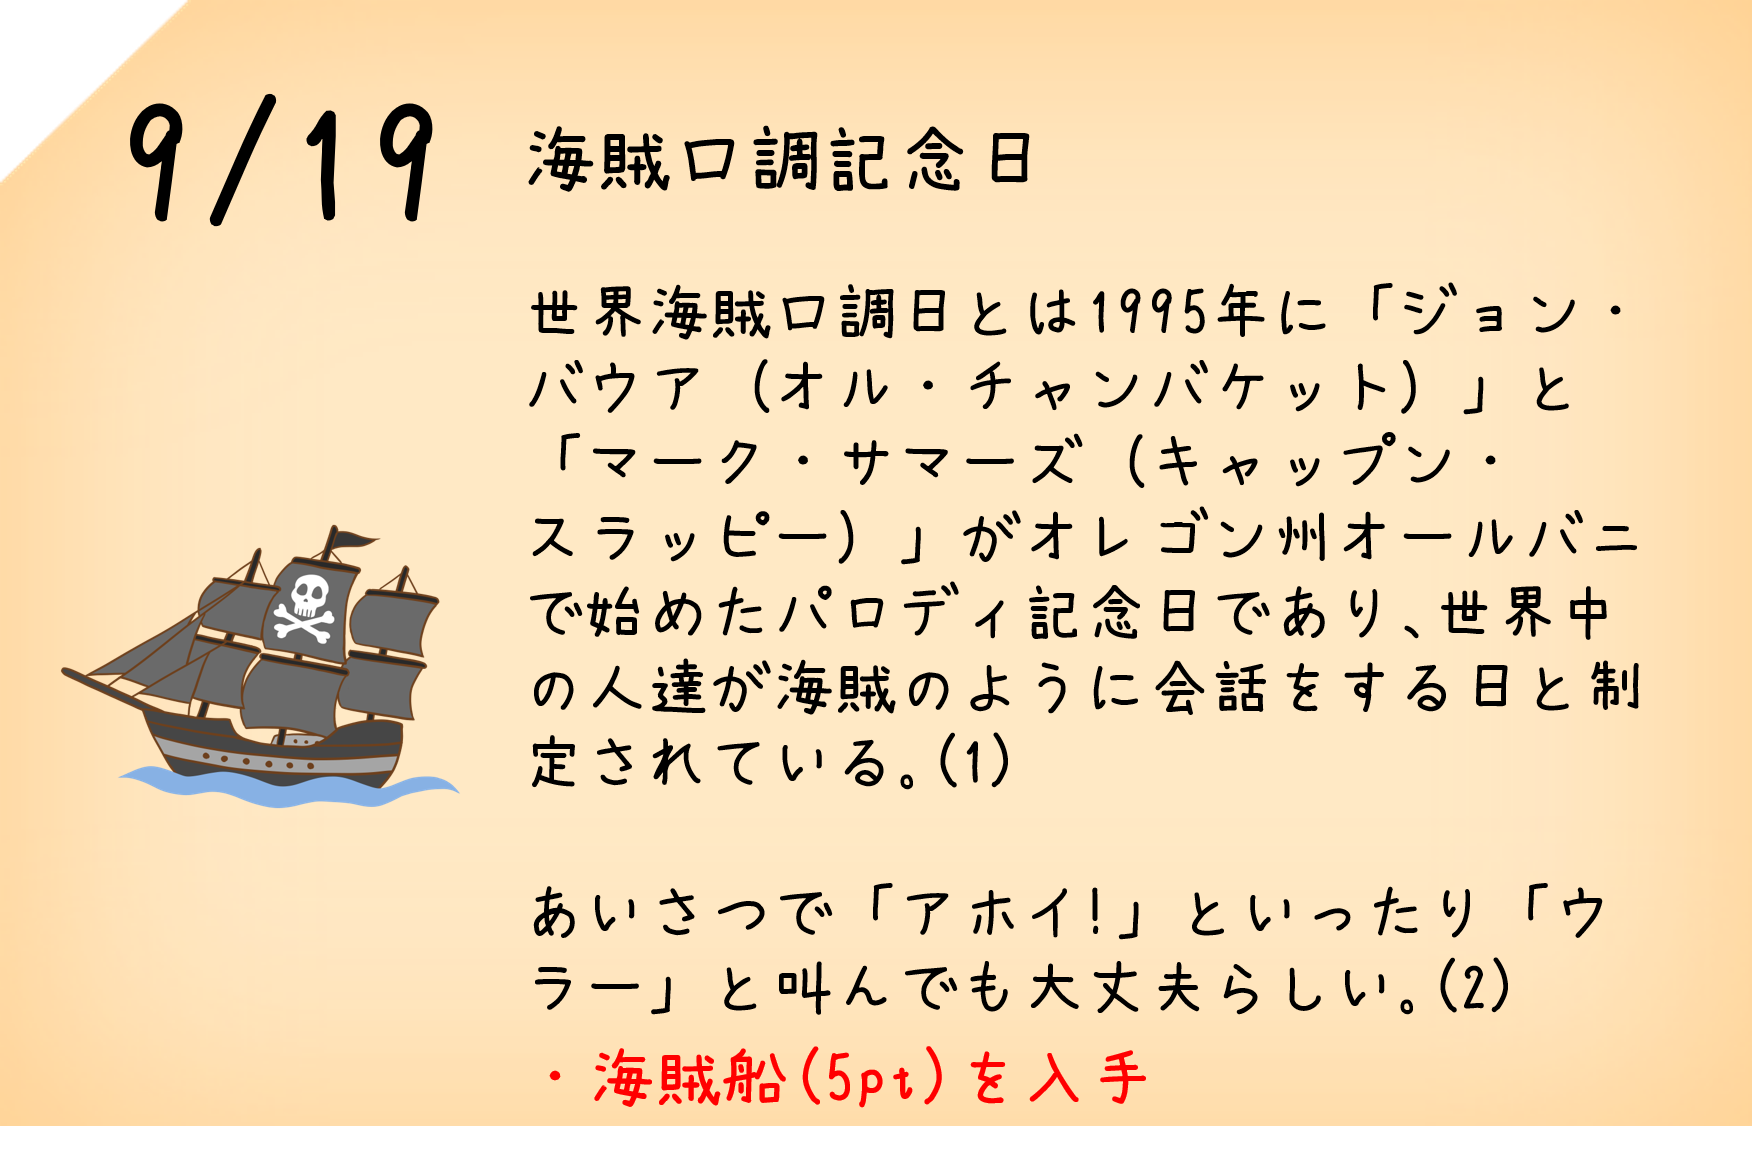 9/19
海賊口調記念日
世界海賊口調日とは1995年に「ジョン・
バウア（オル・チャンバケット）」と
「マーク・サマーズ（キャップン・
スラッピー）」がオレゴン州オールバニ
で始めたパロディ記念日であり、世界中
の人達が海賊のように会話をする日と制
定されている。(1)
あいさつで「アホイ！」といったり「ウ
ラー」と叫んでも大丈夫らしい。(2)
・海賊船(5pt)を入手